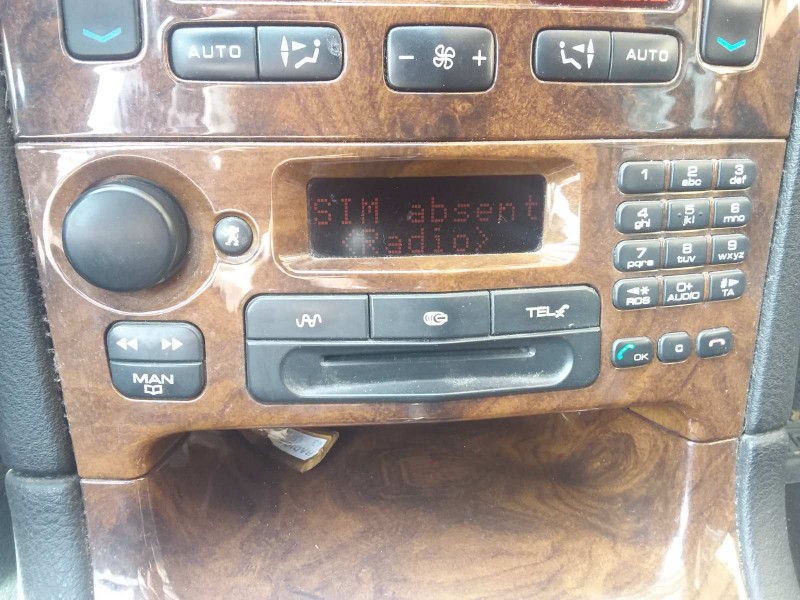 AUTO
- +
AUTO
SIM absent
<Radio>
1
2 abc
3 def
4 ghi
5 jkl
6 mno
7 pqrs
8 tuv
9 wxyz
◄* RDS
0+ AUDIO
#► TA
TEL
OK
C
MAN